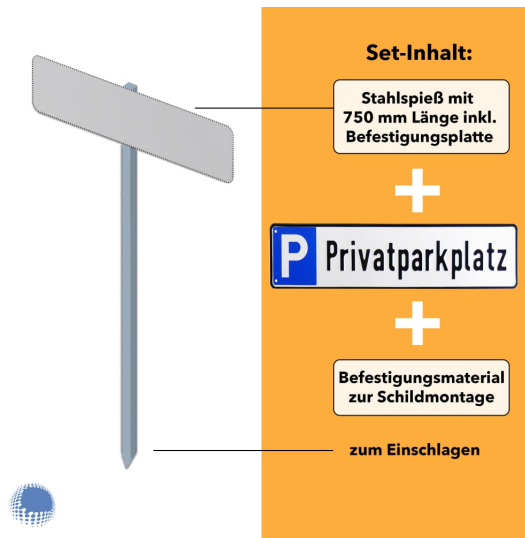 Set-Inhalt:
Stahlspieß mit
750 mm Länge inkl.
Befestigungsplatte
+
P Privatparkplatz
+
Befestigungsmaterial
zur Schildmontage
zum Einschlagen